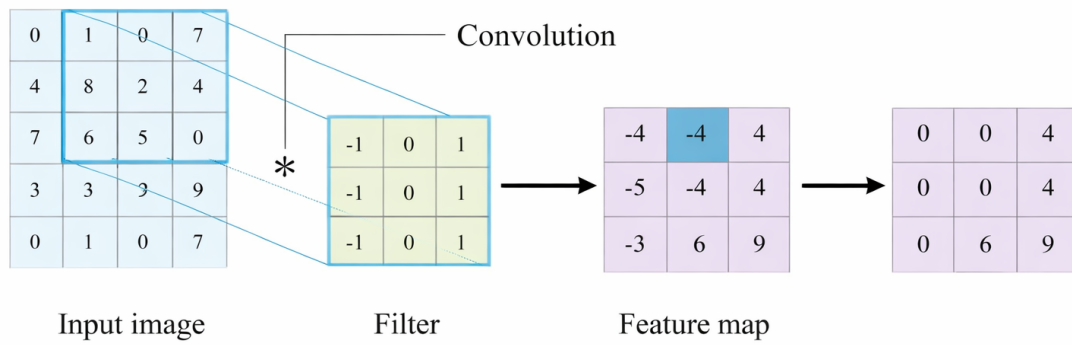 Convolution
0 1 0 7
4 8 2 4
7 6 5 0
3 3 9 9
0 1 0 7
*
-1 0 1
-1 0 1
-1 0 1
-4 -4 4
-5 -4 4
-3 6 9
0 0 4
0 0 4
0 6 9
Input image
Filter
Feature map